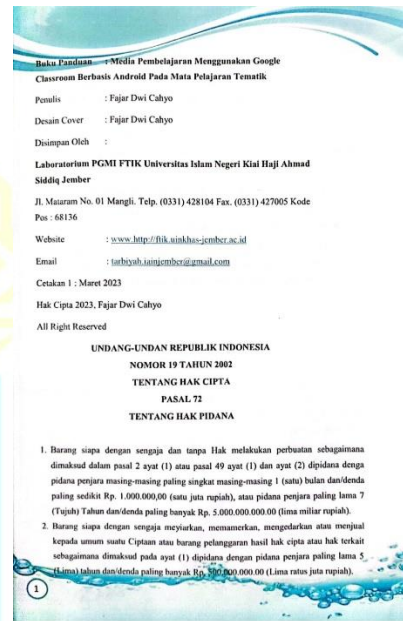 Buku Panduan : Media Pembelajaran Menggunakan Google
Classroom Berbasis Android Pada Mata Pelajaran Tematik
Penulis : Fajar Dwi Cahyo
Desain Cover : Fajar Dwi Cahyo
Disimpan Oleh :
Laboratorium PGMI FTIK Universitas Islam Negeri Kiai Haji Ahmad
Siddiq Jember
Jl. Mataram No. 01 Mangli. Telp. (0331) 428104 Fax. (0331) 427005 Kode
Pos : 68136
Website : www.http://ftik.uinkhas-jember.ac.id
Email : tarbiyah.iainjember@gmail.com
Cetakan 1 : Maret 2023
Hak Cipta 2023, Fajar Dwi Cahyo
All Right Reserved
UNDANG-UNDAN REPUBLIK INDONESIA
NOMOR 19 TAHUN 2002
TENTANG HAK CIPTA
PASAL 72
TENTANG HAK PIDANA
1. Barang siapa dengan sengaja dan tanpa Hak melakukan perbuatan sebagaimana
dimaksud dalam pasal 2 ayat (1) atau pasal 49 ayat (1) dan ayat (2) dipidana denga
pidana penjara masing-masing paling singkat masing-masing 1 (satu) bulan dan/denda
paling sedikit Rp. 1.000.000,00 (satu juta rupiah), atau pidana penjara paling lama 7
(Tujuh) Tahun dan/denda paling banyak Rp. 5.000.000.000.00 (lima miliar rupiah).
2. Barang siapa dengan sengaja meyiarkan, memamerkan, mengedarkan atau menjual
kepada umum suatu Ciptaan atau barang pelanggaran hasil hak cipta atau hak terkait
sebagaimana dimaksud pada ayat (1) dipidana dengan pidana penjara paling lama 5
(Lima) tahun dan/denda paling banyak Rp. 500.000.000.00 (Lima ratus juta rupiah).
1